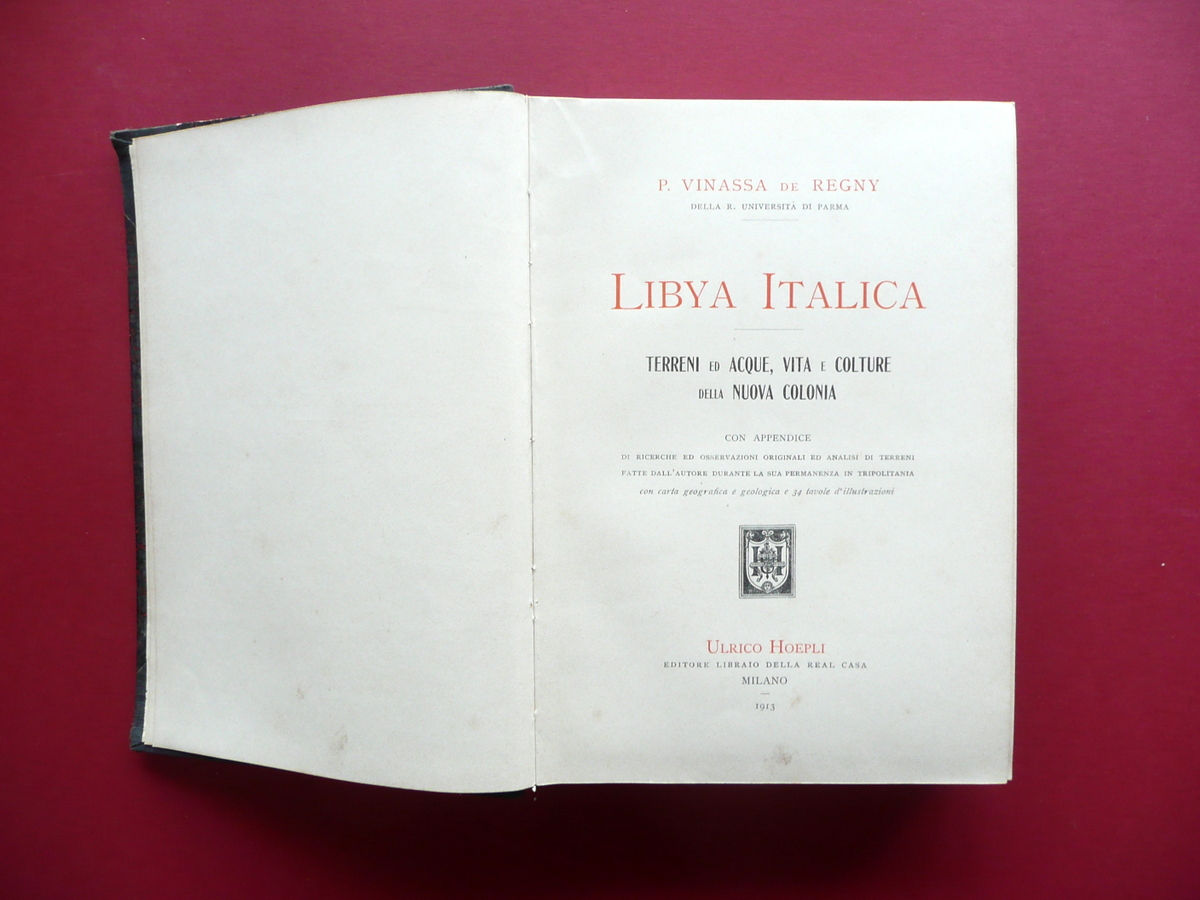 P. VINASSA DE REGNY
DELLA R. UNIVERSITÀ DI PARMA
LIBYA ITALICA
TERRENI ED ACQUE, VITA E COLTURE
DELLA NUOVA COLONIA
CON APPENDICE
DI RICERCHE ED OSSERVAZIONI ORIGINALI ED ANALISI DI TERRENI
FATTE DALL'AUTORE DURANTE LA SUA PERMANENZA IN TRIPOLITANIA
con carta geografica e geologica e 34 tavole d'illustrazioni
H
ULRICO HOEPLI
EDITORE LIBRAIO DELLA REAL CASA
MILANO
1913